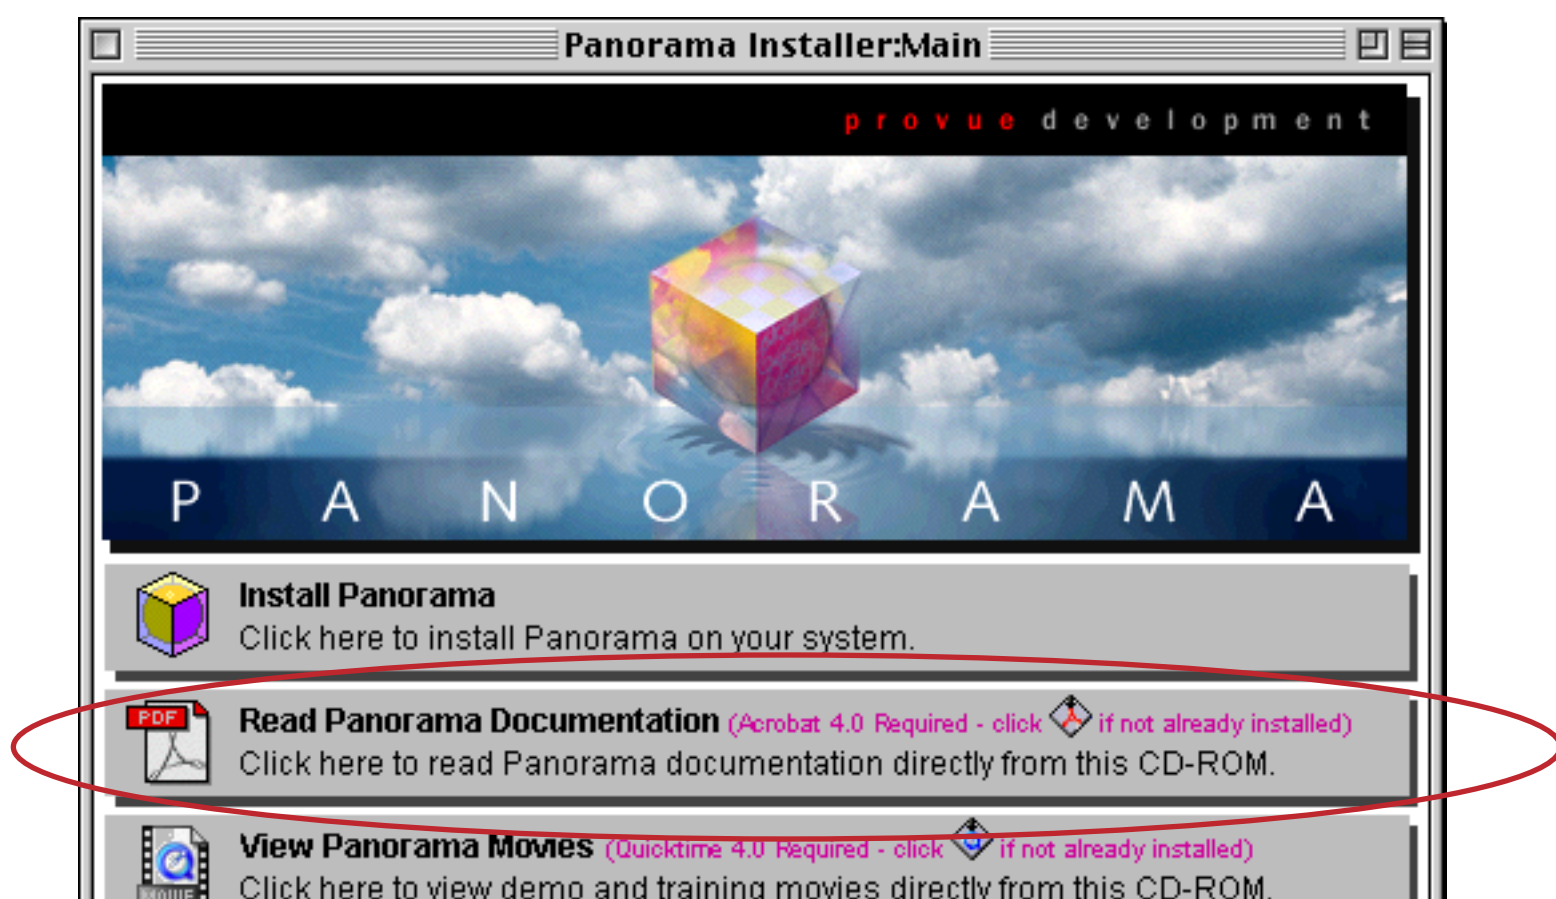 Panorama Installer:Main
provue development
PANORAMA
Install Panorama
Click here to install Panorama on your system.
PDF
Read Panorama Documentation (Acrobat 4.0 Required - click if not already installed)
Click here to read Panorama documentation directly from this CD-ROM.
View Panorama Movies (Quicktime 4.0 Required - click if not already installed)
MOVIE
Click here to view demo and training movies directly from this CD-ROM.